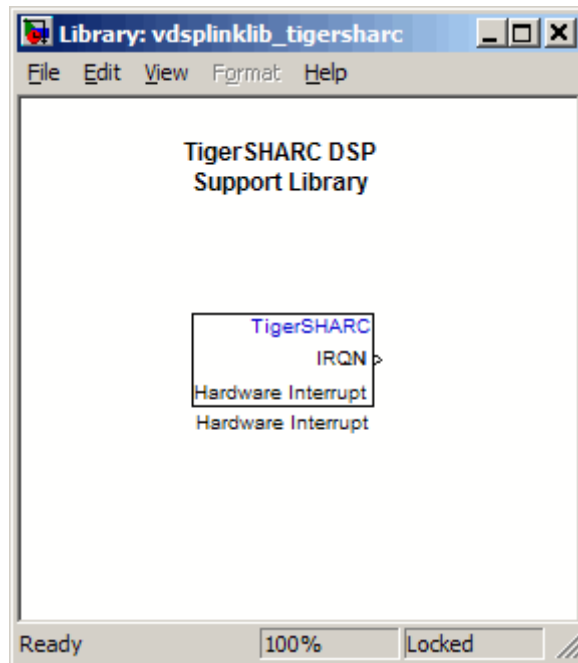 Library: vdsplinklib_tigersharc
File Edit View Format Help
TigerSHARC DSP
Support Library
TigerSHARC
IRQN
Hardware Interrupt
Hardware Interrupt
Ready 100% Locked